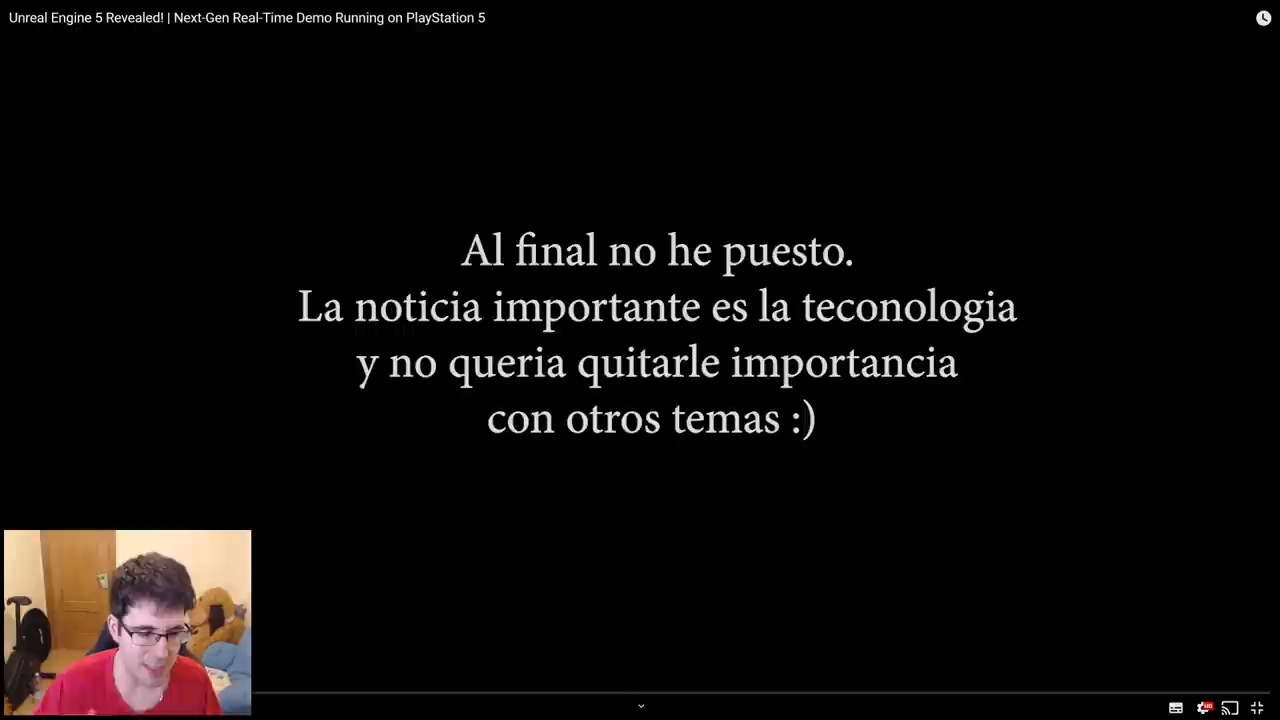 Unreal Engine 5 Revealed! | Next-Gen Real-Time Demo Running on PlayStation 5
Al final no he puesto.
La noticia importante es la teconologia
y no queria quitarle importancia
con otros temas :)
HD